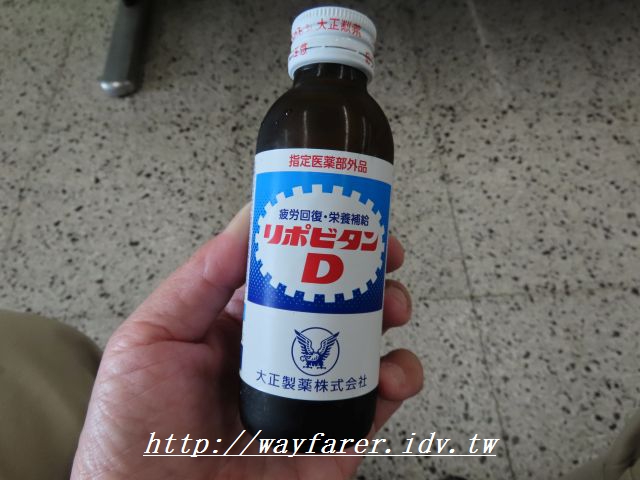 大正製薬
指定医薬部外品
疲労回復・栄養補給
リポビタン
D
大正製薬株式会社
http://wayfarer.idv.tw